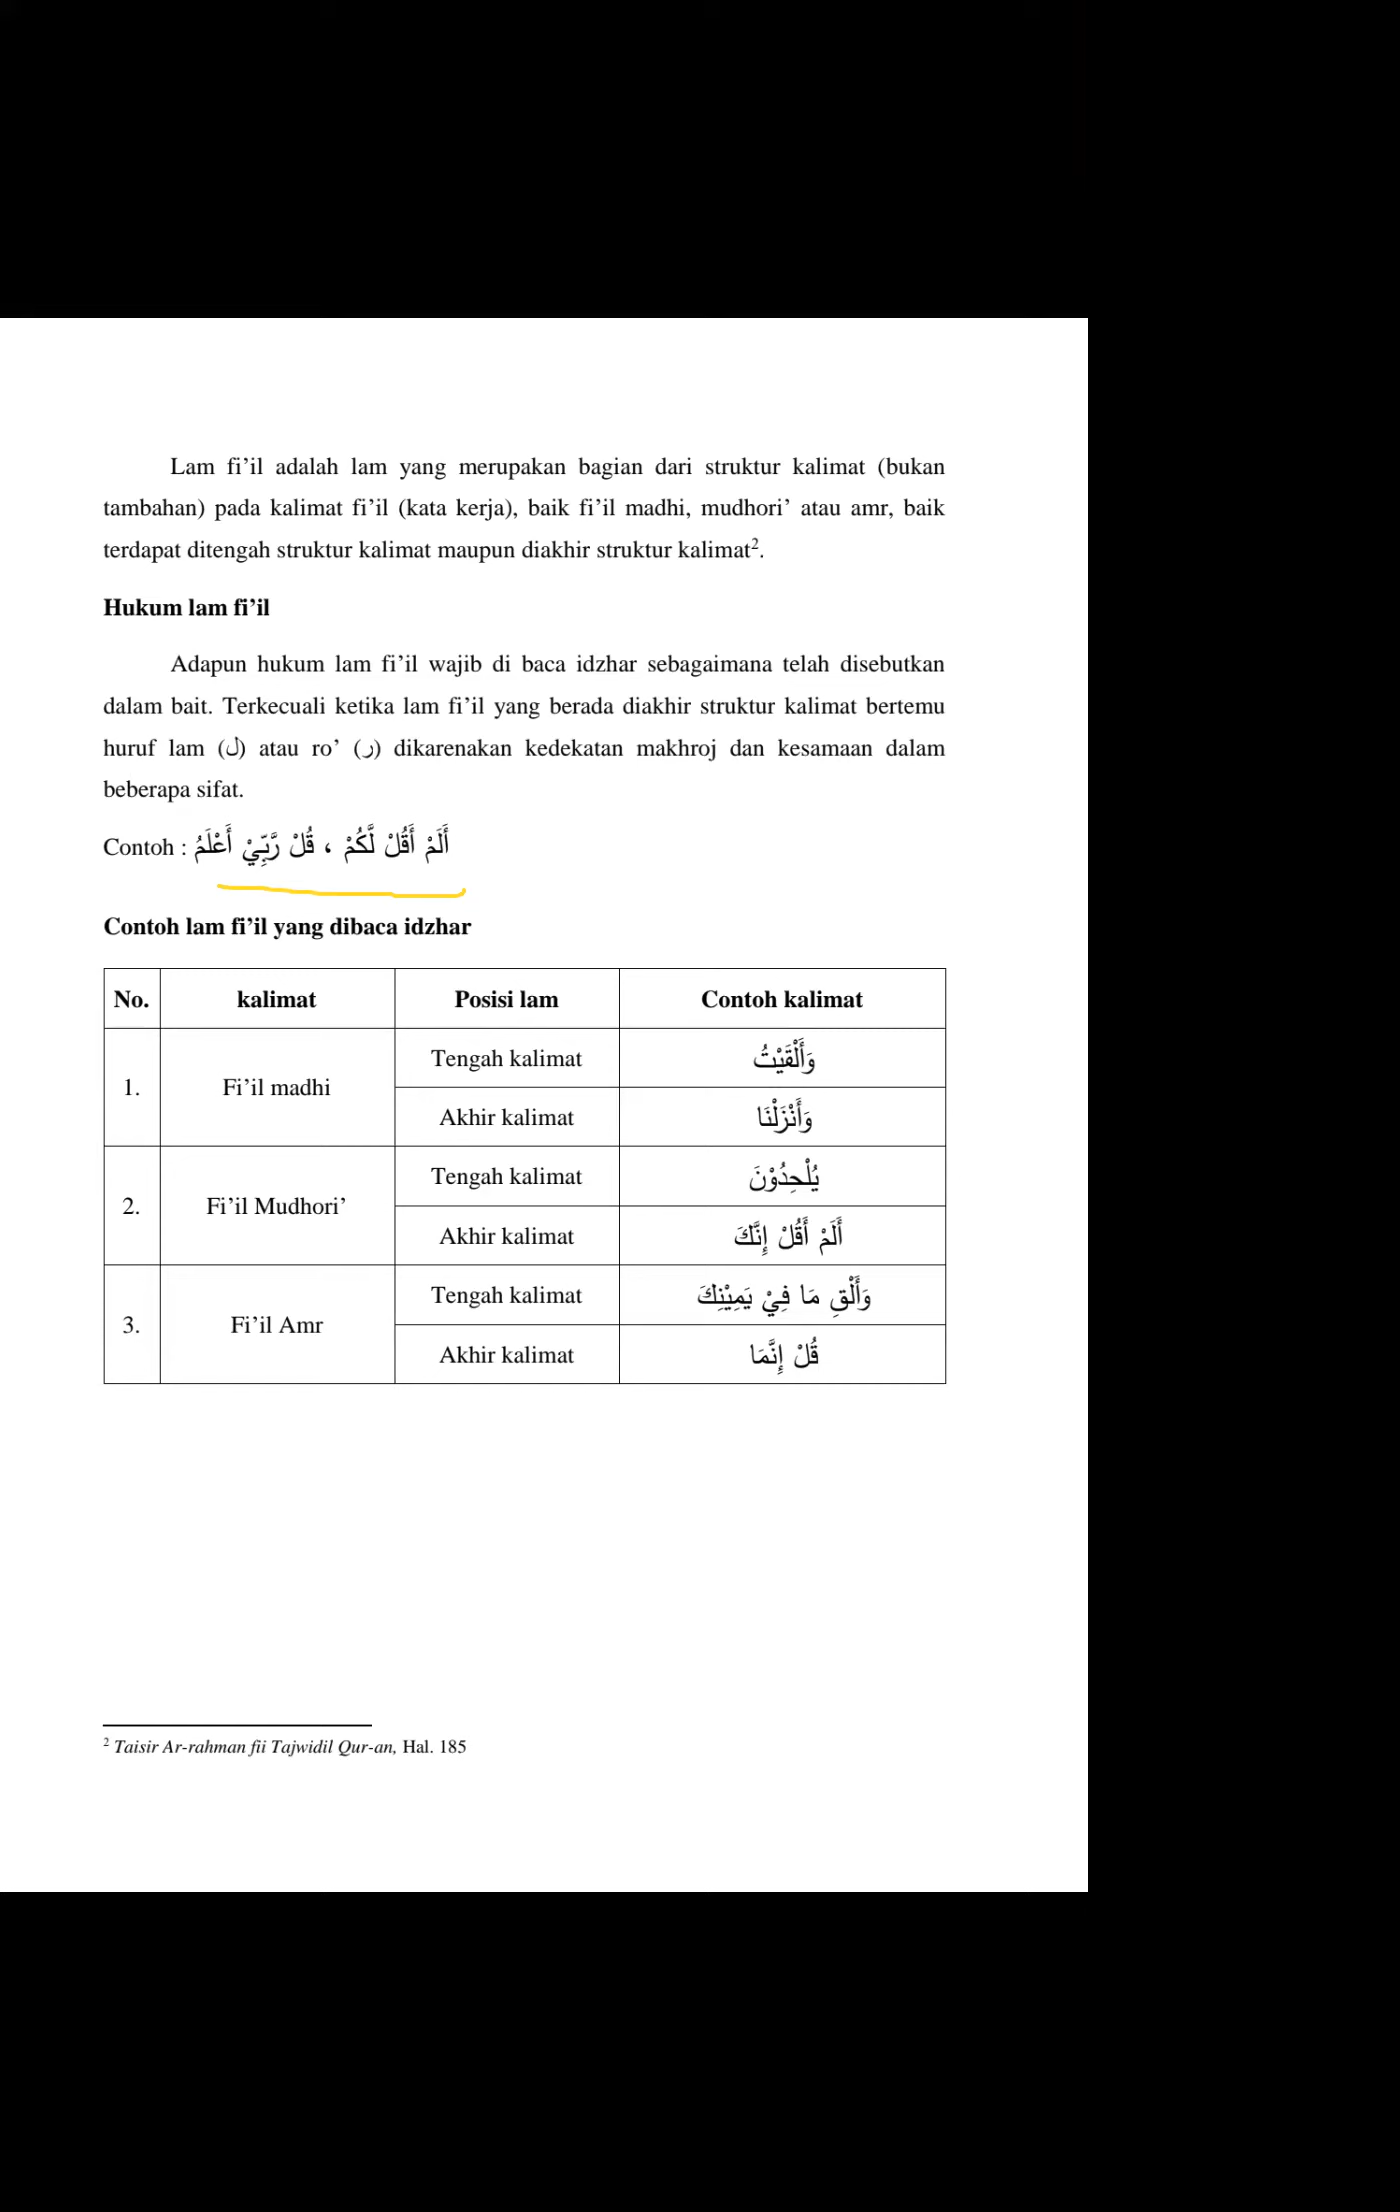 Lam fi’il adalah lam yang merupakan bagian dari struktur kalimat (bukan
tambahan) pada kalimat fi’il (kata kerja), baik fi’il madhi, mudhori’ atau amr, baik
terdapat ditengah struktur kalimat maupun diakhir struktur kalimat².
Hukum lam fi’il
Adapun hukum lam fi’il wajib di baca idzhar sebagaimana telah disebutkan
dalam bait. Terkecuali ketika lam fi’il yang berada diakhir struktur kalimat bertemu
huruf lam (ل) atau ro’ (ر) dikarenakan kedekatan makhroj dan kesamaan dalam
beberapa sifat.
Contoh : أَلَمْ أَقُلْ لَّكُمْ ، قُلْ رَّبِّيْ أَعْلَمُ
Contoh lam fi’il yang dibaca idzhar
No. kalimat Posisi lam Contoh kalimat
1. Fi’il madhi Tengah kalimat وَأَلْقَيْتُ
Akhir kalimat وَأَنْزَلْنَا
2. Fi’il Mudhori’ Tengah kalimat يُلْحِدُوْنَ
Akhir kalimat أَلَمْ أَقُلْ إِنَّكَ
3. Fi’il Amr Tengah kalimat وَأَلْقِ مَا فِيْ يَمِيْنِكَ
Akhir kalimat قُلْ إِنَّمَا
² Taisir Ar-rahman fii Tajwidil Qur-an, Hal. 185